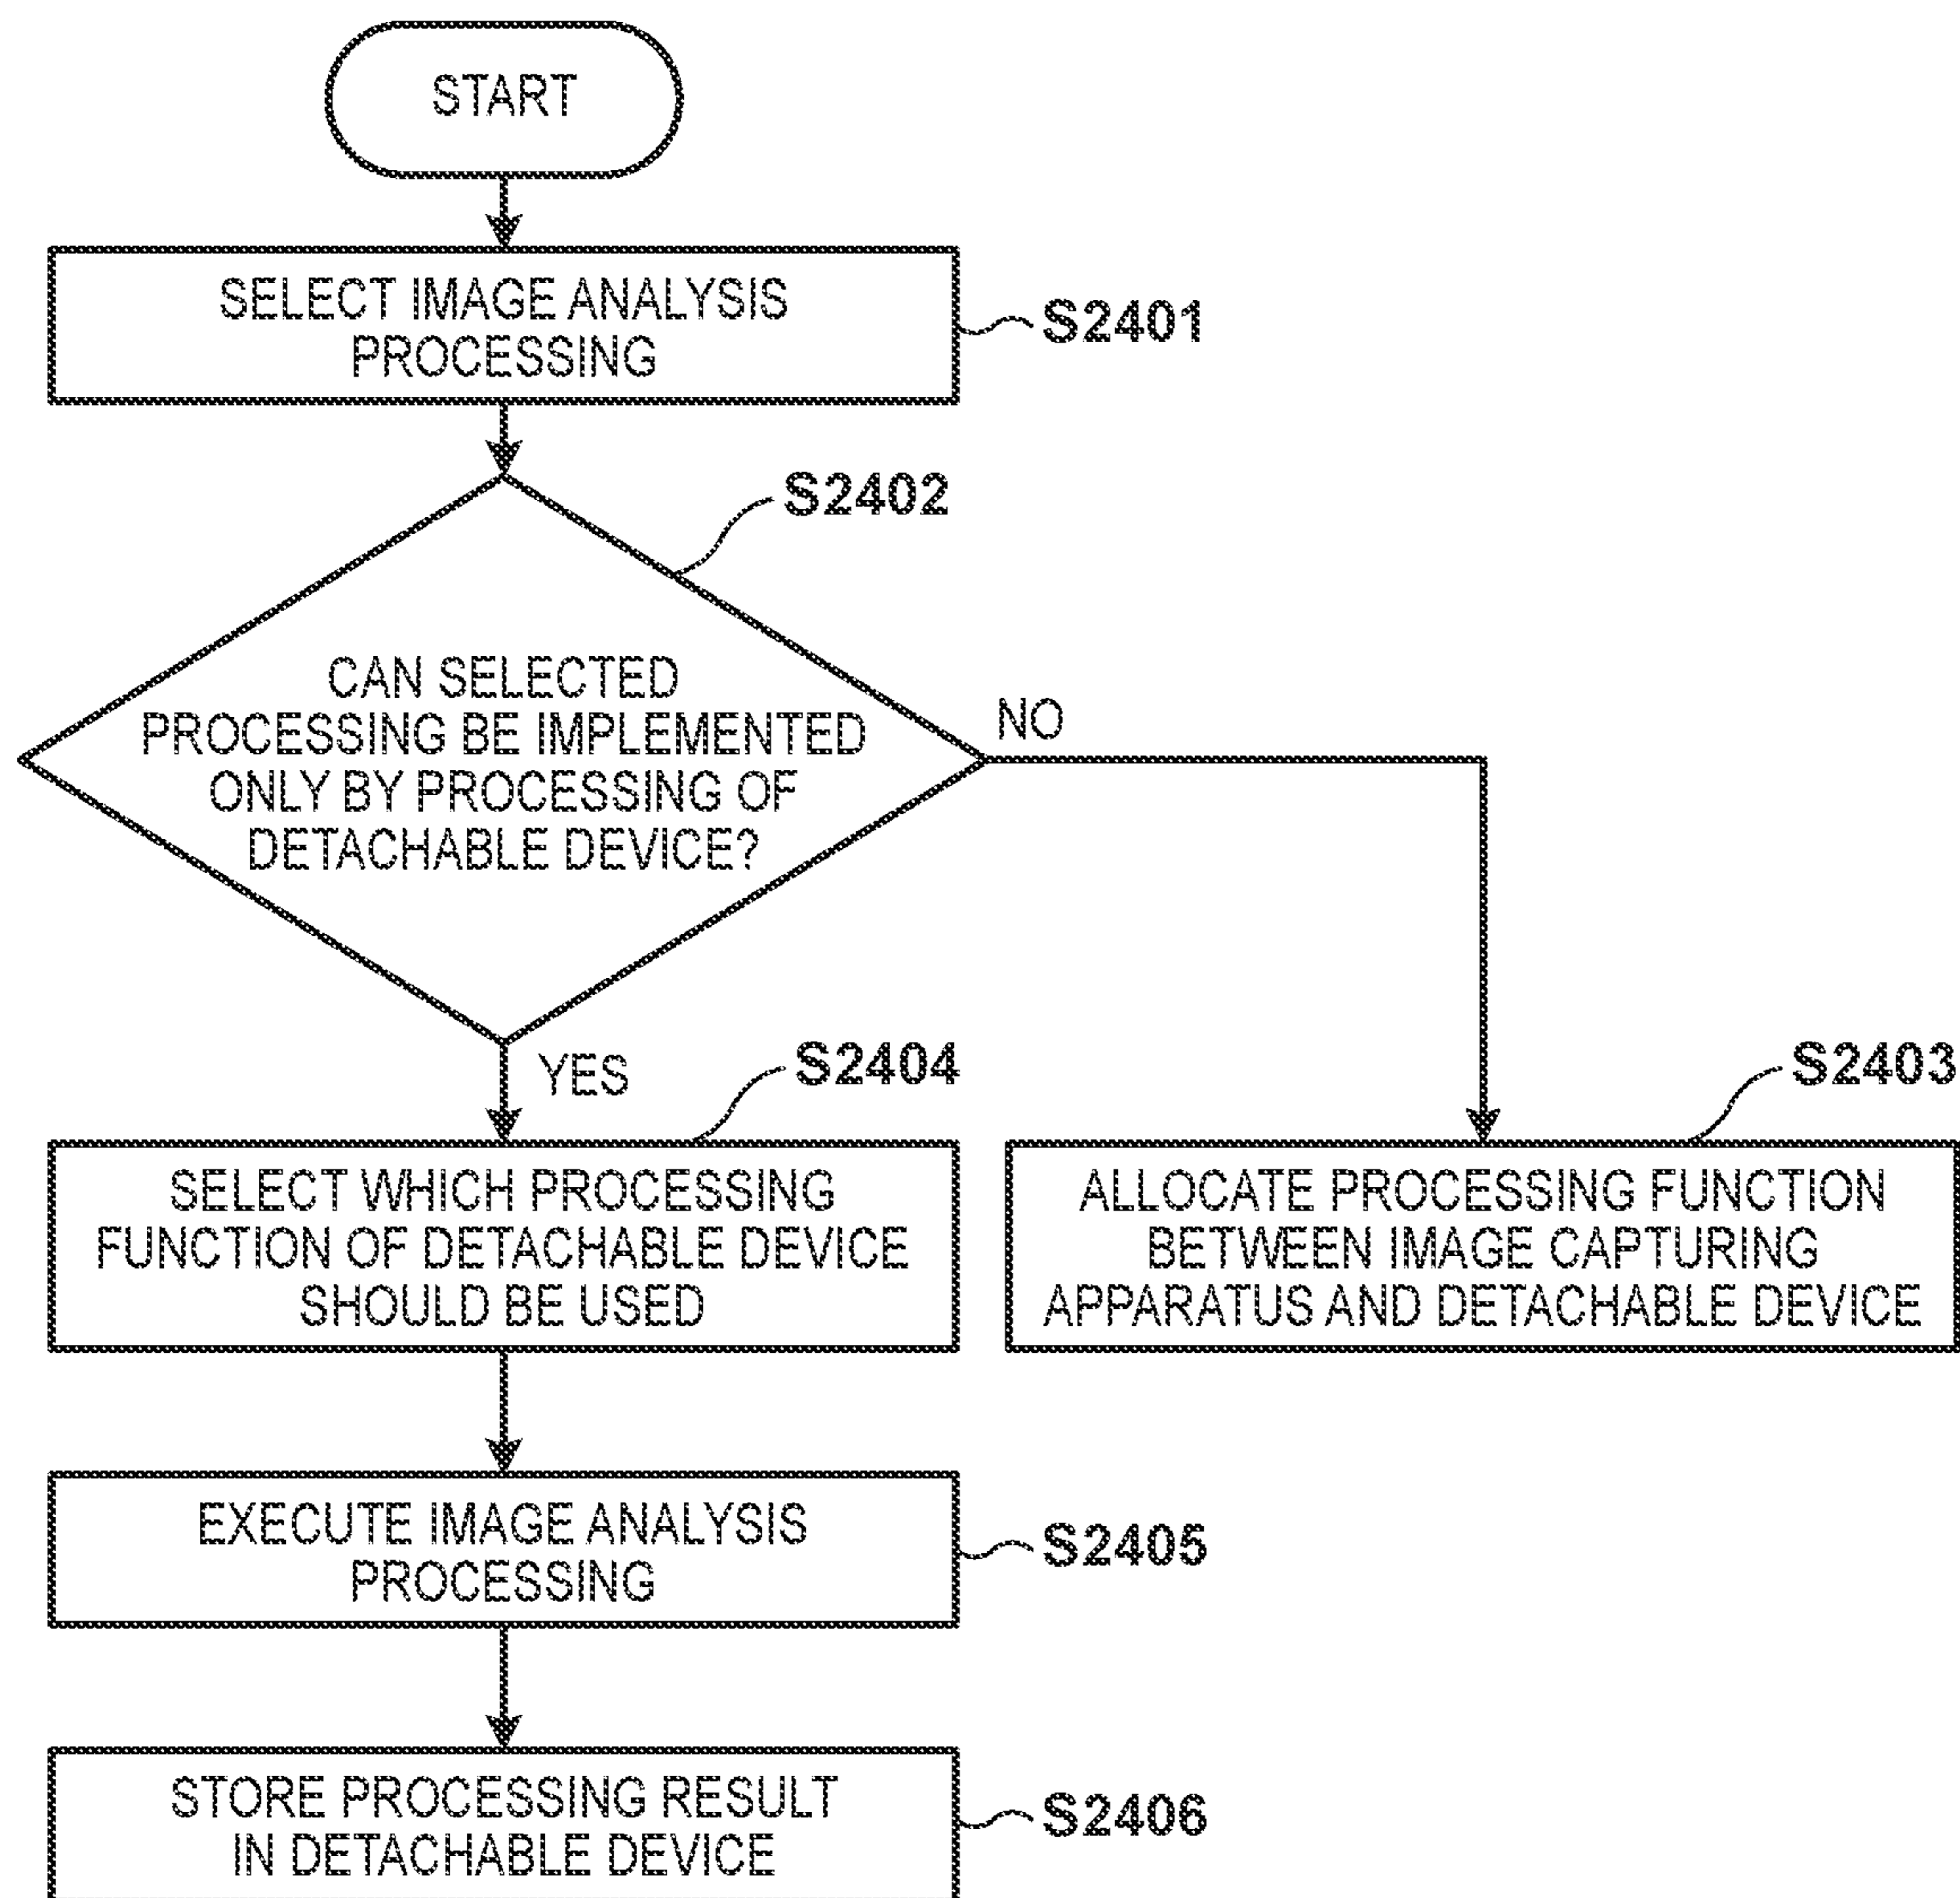 START
SELECT IMAGE ANALYSIS
PROCESSING
S2401
S2402
CAN SELECTED
PROCESSING BE IMPLEMENTED
ONLY BY PROCESSING OF
DETACHABLE DEVICE?
NO
YES
S2404
SELECT WHICH PROCESSING
FUNCTION OF DETACHABLE DEVICE
SHOULD BE USED
S2403
ALLOCATE PROCESSING FUNCTION
BETWEEN IMAGE CAPTURING
APPARATUS AND DETACHABLE DEVICE
EXECUTE IMAGE ANALYSIS
PROCESSING
S2405
STORE PROCESSING RESULT
IN DETACHABLE DEVICE
S2406